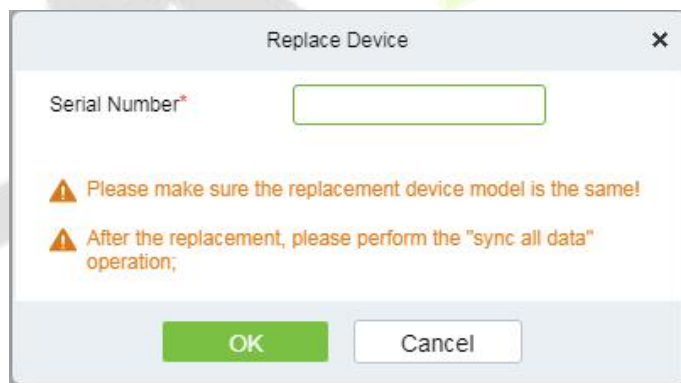 Replace Device
Serial Number*
Please make sure the replacement device model is the same!
After the replacement, please perform the "sync all data"
operation;
OK
Cancel